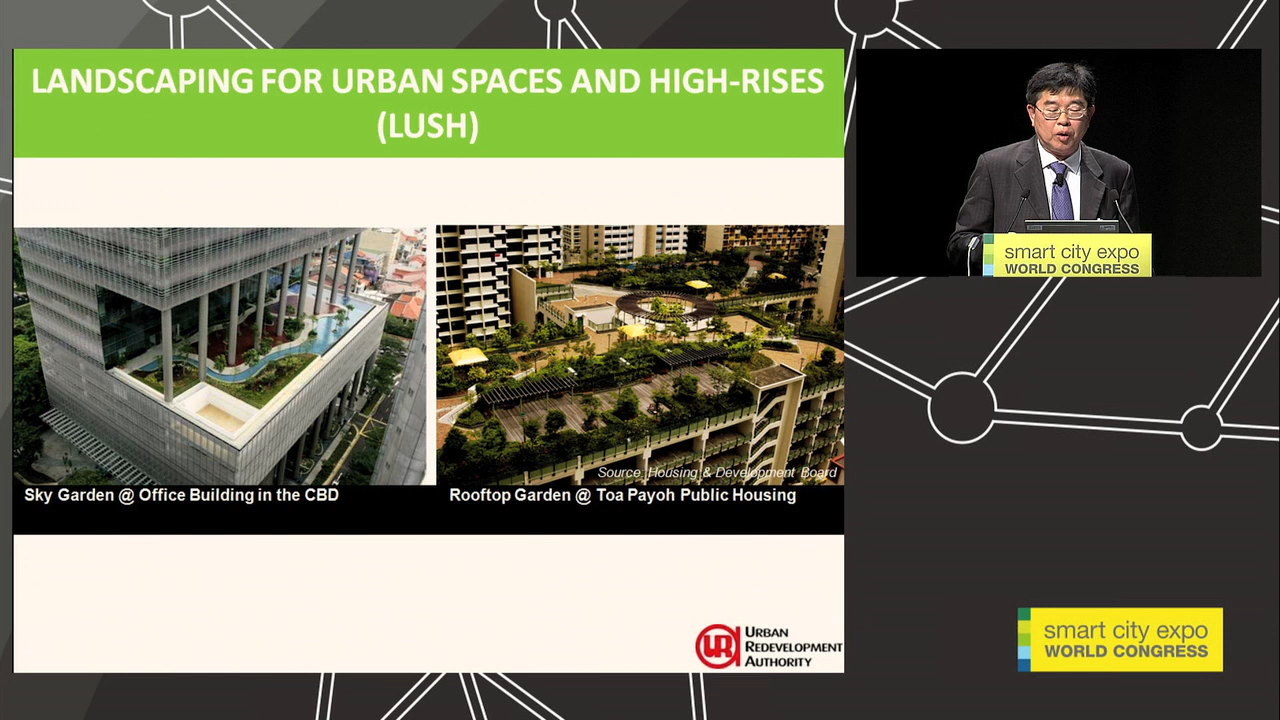 LANDSCAPING FOR URBAN SPACES AND HIGH-RISES
(LUSH)
Source: Housing & Development Board
Sky Garden @ Office Building in the CBD
Rooftop Garden @ Toa Payoh Public Housing
URBAN
REDEVELOPMENT
AUTHORITY
smart city expo
WORLD CONGRESS
smart city expo
WORLD CONGRESS